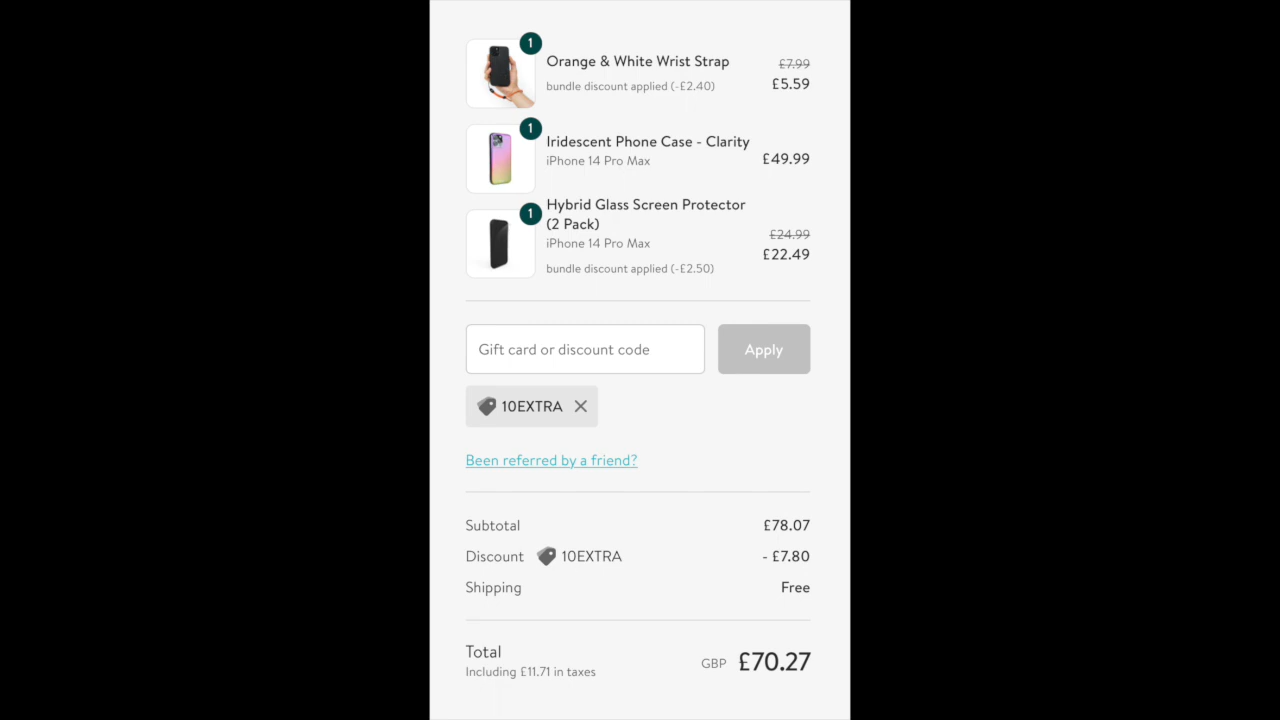 1
Orange & White Wrist Strap
£7.99
bundle discount applied (-£2.40)
£5.59
1
Iridescent Phone Case - Clarity
iPhone 14 Pro Max
£49.99
1
Hybrid Glass Screen Protector
(2 Pack)
iPhone 14 Pro Max
£24.99
£22.49
bundle discount applied (-£2.50)
Gift card or discount code
Apply
10EXTRA
Been referred by a friend?
Subtotal £78.07
Discount 10EXTRA - £7.80
Shipping Free
Total
Including £11.71 in taxes
GBP £70.27